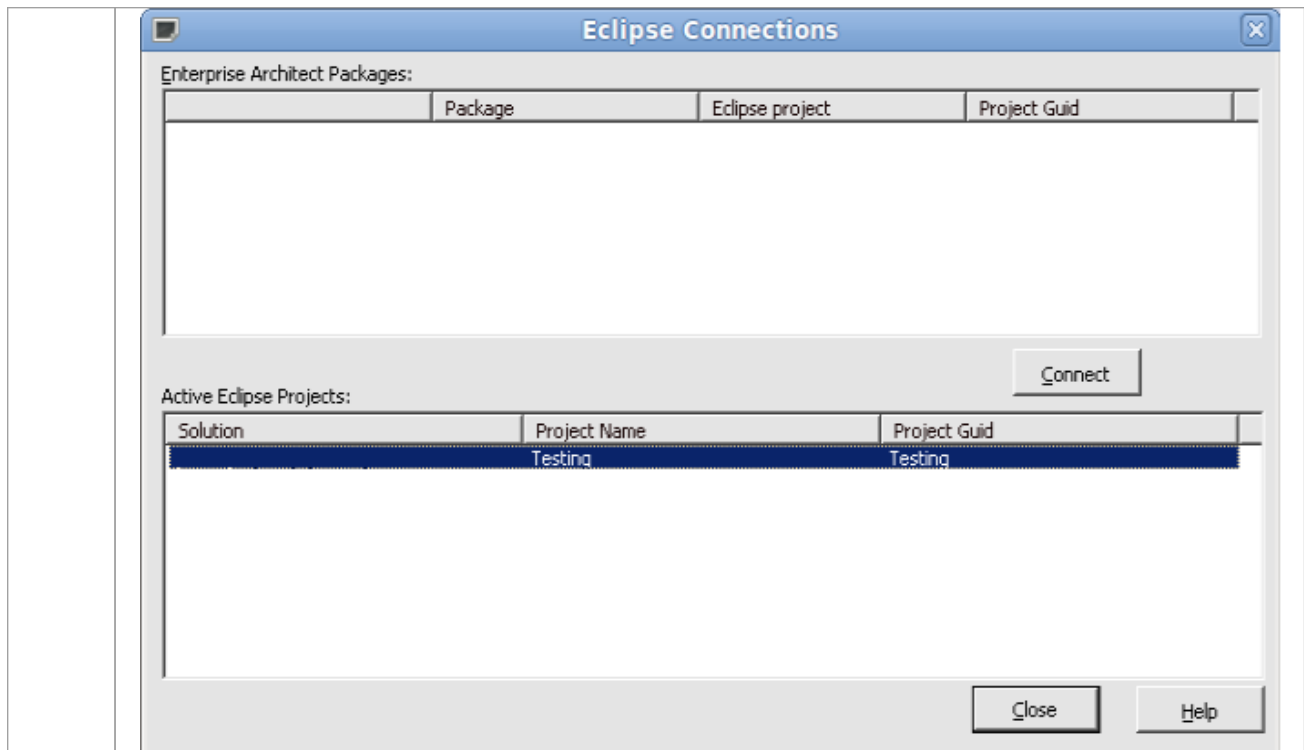 Eclipse Connections
Enterprise Architect Packages:
Package Eclipse project Project Guid
Connect
Active Eclipse Projects:
Solution Project Name Project Guid
Testing Testing
Close Help